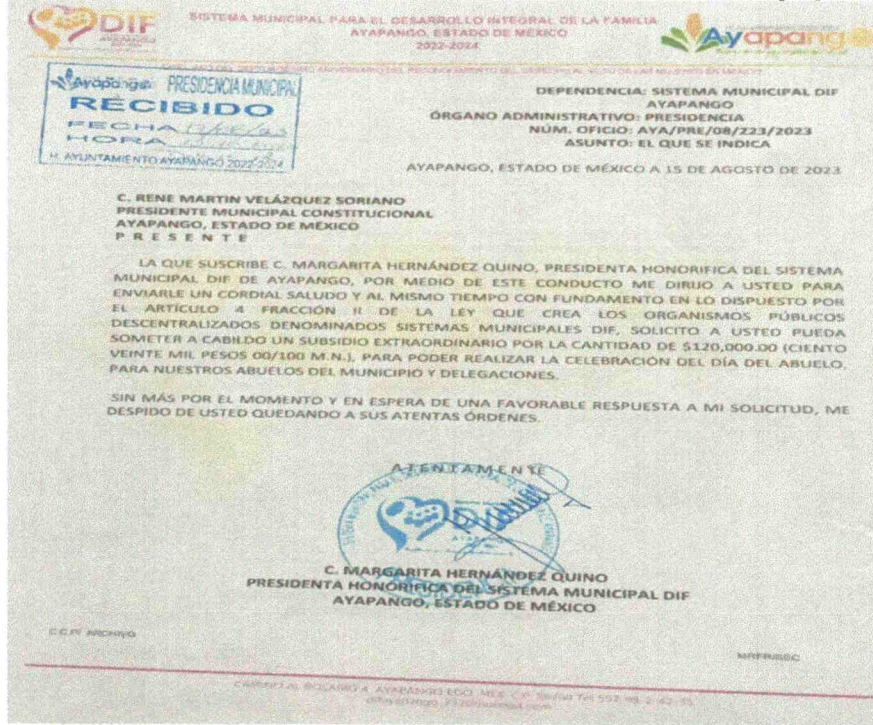 DIF
SISTEMA MUNICIPAL PARA EL DESARROLLO INTEGRAL DE LA FAMILIA
AYAPANGO, ESTADO DE MÉXICO
2022-2024
Ayapango
Ayapango PRESIDENCIA MUNICIPAL
RECIBIDO
FECHA
HORA
H. AYUNTAMIENTO AYAPANGO 2022-2024
DEPENDENCIA: SISTEMA MUNICIPAL DIF
AYAPANGO
ÓRGANO ADMINISTRATIVO: PRESIDENCIA
NÚM. OFICIO: AYA/PRE/08/223/2023
ASUNTO: EL QUE SE INDICA
AYAPANGO, ESTADO DE MÉXICO A 15 DE AGOSTO DE 2023
C. RENE MARTIN VELÁZQUEZ SORIANO
PRESIDENTE MUNICIPAL CONSTITUCIONAL
AYAPANGO, ESTADO DE MÉXICO
P R E S E N T E
LA QUE SUSCRIBE C. MARGARITA HERNÁNDEZ QUINO, PRESIDENTA HONORIFICA DEL SISTEMA
MUNICIPAL DIF DE AYAPANGO, POR MEDIO DE ESTE CONDUCTO ME DIRIJO A USTED PARA
ENVIARLE UN CORDIAL SALUDO Y AL MISMO TIEMPO CON FUNDAMENTO EN LO DISPUESTO POR
EL ARTÍCULO 4 FRACCIÓN II DE LA LEY QUE CREA LOS ORGANISMOS PÚBLICOS
DESCENTRALIZADOS DENOMINADOS SISTEMAS MUNICIPALES DIF, SOLICITO A USTED PUEDA
SOMETER A CABILDO UN SUBSIDIO EXTRAORDINARIO POR LA CANTIDAD DE $120,000.00 (CIENTO
VEINTE MIL PESOS 00/100 M.N.), PARA PODER REALIZAR LA CELEBRACIÓN DEL DÍA DEL ABUELO,
PARA NUESTROS ABUELOS DEL MUNICIPIO Y DELEGACIONES.
SIN MÁS POR EL MOMENTO Y EN ESPERA DE UNA FAVORABLE RESPUESTA A MI SOLICITUD, ME
DESPIDO DE USTED QUEDANDO A SUS ATENTAS ÓRDENES.
ATENTAMENTE
DIF
AYAPANGO
C. MARGARITA HERNÁNDEZ QUINO
PRESIDENTA HONORIFICA DEL SISTEMA MUNICIPAL DIF
AYAPANGO, ESTADO DE MÉXICO
C.C.P/ ARCHIVO